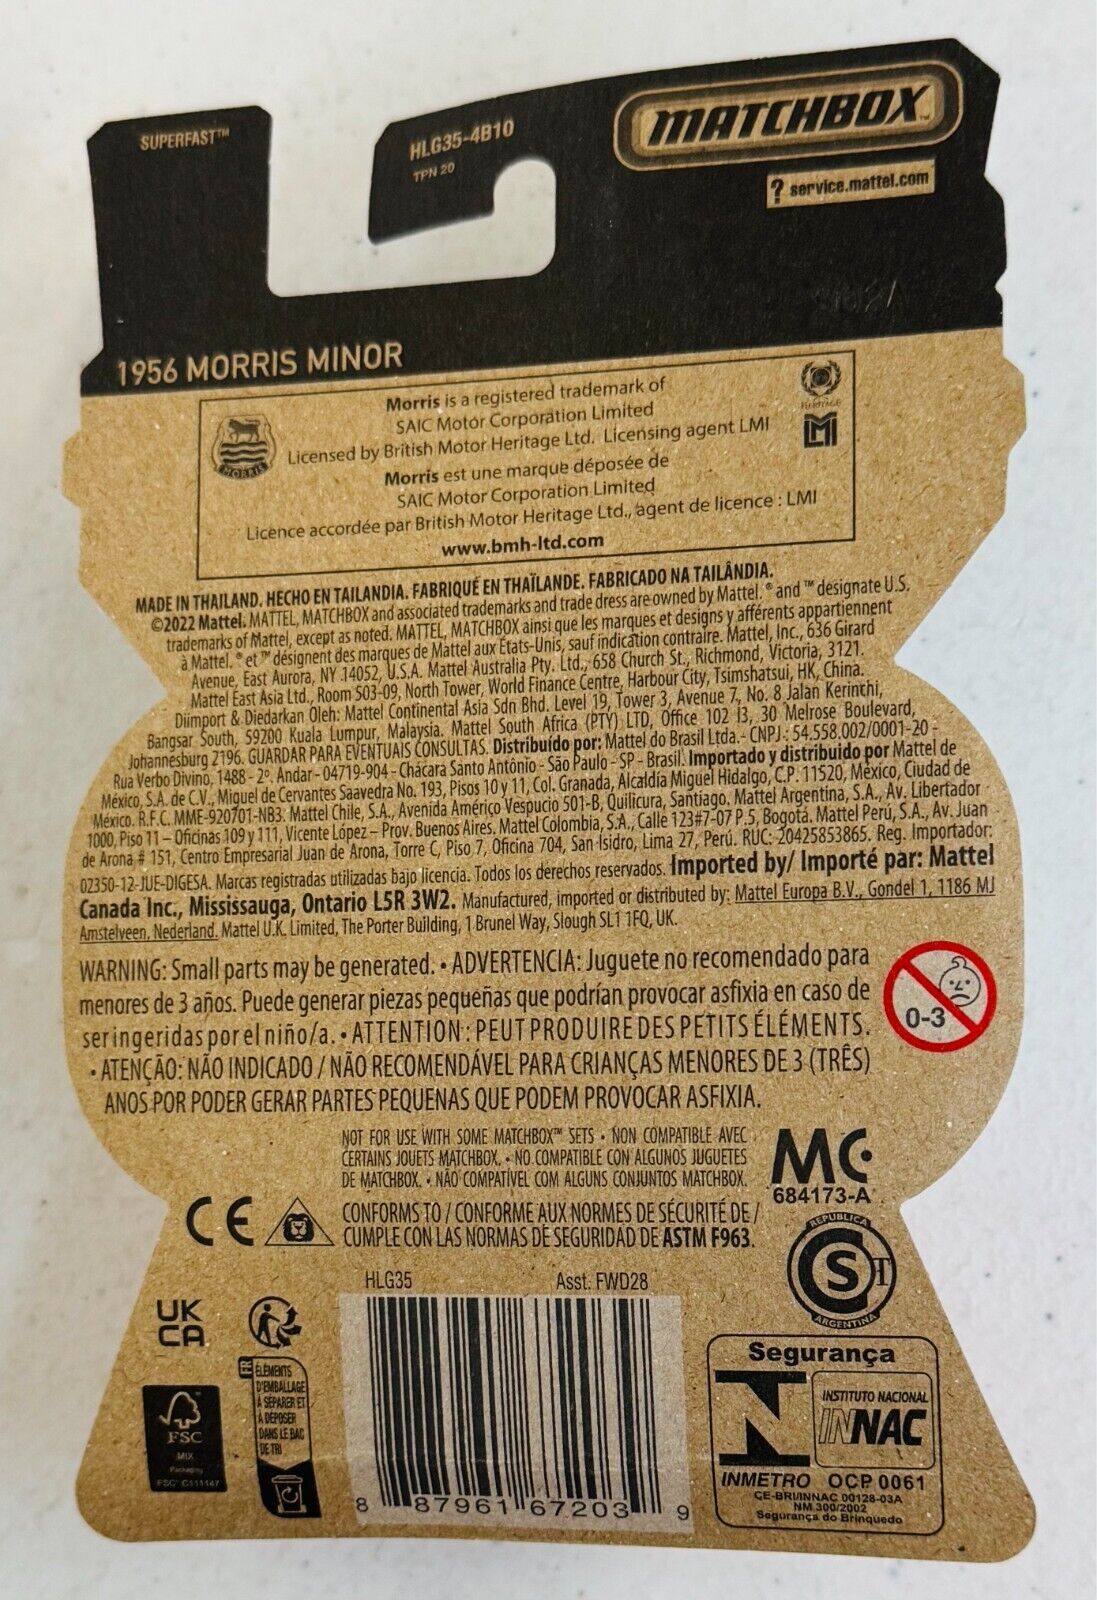 SUPERFAST™
HLG35-4B10
TPN 20
MATCHBOX™
? service.mattel.com
1956 MORRIS MINOR
MORRIS
Morris is a registered trademark of
SAIC Motor Corporation Limited
Licensed by British Motor Heritage Ltd. Licensing agent LMI
Morris est une marque déposée de
SAIC Motor Corporation Limited
Licence accordée par British Motor Heritage Ltd., agent de licence : LMI
www.bmh-ltd.com
HERITAGE
LMI
MADE IN THAILAND. HECHO EN TAILANDIA. FABRIQUÉ EN THAÏLANDE. FABRICADO NA TAILÂNDIA.
©2022 Mattel. MATTEL, MATCHBOX and associated trademarks and trade dress are owned by Mattel. ® and ™ designate U.S.
trademarks of Mattel, except as noted. MATTEL, MATCHBOX ainsi que les marques et designs y afférents appartiennent
à Mattel. ® et ™ désignent des marques de Mattel aux États-Unis, sauf indication contraire. Mattel, Inc., 636 Girard
Avenue, East Aurora, NY 14052, U.S.A. Mattel Australia Pty. Ltd., 658 Church St., Richmond, Victoria, 3121.
Mattel East Asia Ltd., Room 503-09, North Tower, World Finance Centre, Harbour City, Tsimshatsui, HK, China.
Diimport & Diedarkan Oleh: Mattel Continental Asia Sdn Bhd. Level 19, Tower 3, Avenue 7, No. 8 Jalan Kerinchi,
Bangsar South, 59200 Kuala Lumpur, Malaysia. Mattel South Africa (PTY) LTD, Office 102 I3, 30 Melrose Boulevard,
Johannesburg 2196. GUARDAR PARA EVENTUAIS CONSULTAS. Distribuído por: Mattel do Brasil Ltda.- CNPJ : 54.558.002/0001-20 -
Rua Verbo Divino, 1488 - 2º. Andar - 04719-904 - Chácara Santo Antônio - São Paulo - SP - Brasil. Importado y distribuido por Mattel de
México, S.A. de C.V., Miguel de Cervantes Saavedra No. 193, Pisos 10 y 11, Col. Granada, Alcaldía Miguel Hidalgo, C.P. 11520, México, Ciudad de
México. R.F.C. MME-920701-NB3. Mattel Chile, S.A., Avenida Américo Vespucio 501-B, Quilicura, Santiago. Mattel Argentina, S.A., Av. Libertador
1000, Piso 11 – Oficinas 109 y 111, Vicente López – Prov. Buenos Aires. Mattel Colombia, S.A., Calle 123#7-07 P.5, Bogotá. Mattel Perú, S.A., Av. Juan
de Arona # 151, Centro Empresarial Juan de Arona, Torre C, Piso 7, Oficina 704, San Isidro, Lima 27, Perú. RUC: 20425853865. Reg. Importador:
02350-12-JUE-DIGESA. Marcas registradas utilizadas bajo licencia. Todos los derechos reservados. Imported by/ Importé par: Mattel
Canada Inc., Mississauga, Ontario L5R 3W2. Manufactured, imported or distributed by: Mattel Europa B.V., Gondel 1, 1186 MJ
Amstelveen, Nederland. Mattel U.K. Limited, The Porter Building, 1 Brunel Way, Slough SL1 1FQ, UK.
WARNING: Small parts may be generated. • ADVERTENCIA: Juguete no recomendado para
menores de 3 años. Puede generar piezas pequeñas que podrían provocar asfixia en caso de
ser ingeridas por el niño/a. • ATTENTION : PEUT PRODUIRE DES PETITS ÉLÉMENTS.
• ATENÇÃO: NÃO INDICADO / NÃO RECOMENDÁVEL PARA CRIANÇAS MENORES DE 3 (TRÊS)
ANOS POR PODER GERAR PARTES PEQUENAS QUE PODEM PROVOCAR ASFIXIA.
0-3
NOT FOR USE WITH SOME MATCHBOX™ SETS • NON COMPATIBLE AVEC
CERTAINS JOUETS MATCHBOX. • NO COMPATIBLE CON ALGUNOS JUGUETES
DE MATCHBOX. • NÃO COMPATÍVEL COM ALGUNS CONJUNTOS MATCHBOX.
MC
684173-A
CE
CONFORMS TO / CONFORME AUX NORMES DE SÉCURITÉ DE /
CUMPLE CON LAS NORMAS DE SEGURIDAD DE ASTM F963.
REPUBLICA
S
T
ARGENTINA
HLG35
Asst. FWD28
UK
CA
FR
ÉLÉMENTS
D'EMBALLAGE
À SÉPARER ET
À DÉPOSER
DANS LE BAC
DE TRI
FSC
MIX
Packaging
FSC® C111147
8 87961 67203 9
Segurança
INSTITUTO NACIONAL
INNAC
INMETRO OCP 0061
CE-BRI/INNAC 00128-03A
NM 300/2002
Segurança do Brinquedo